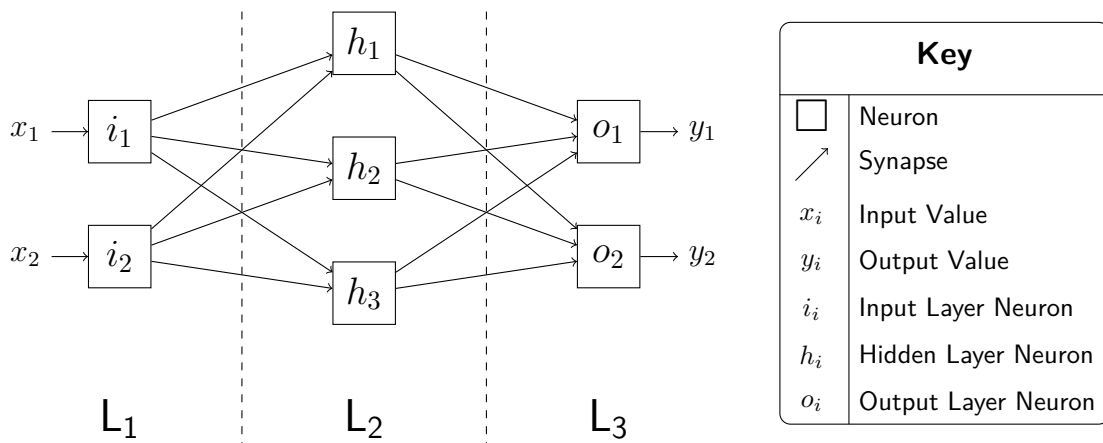 h₁
x₁ i₁ o₁ y₁
h₂
x₂ i₂ o₂ y₂
h₃
L₁ L₂ L₃
Key
Neuron
Synapse
xᵢ Input Value
yᵢ Output Value
iᵢ Input Layer Neuron
hᵢ Hidden Layer Neuron
oᵢ Output Layer Neuron